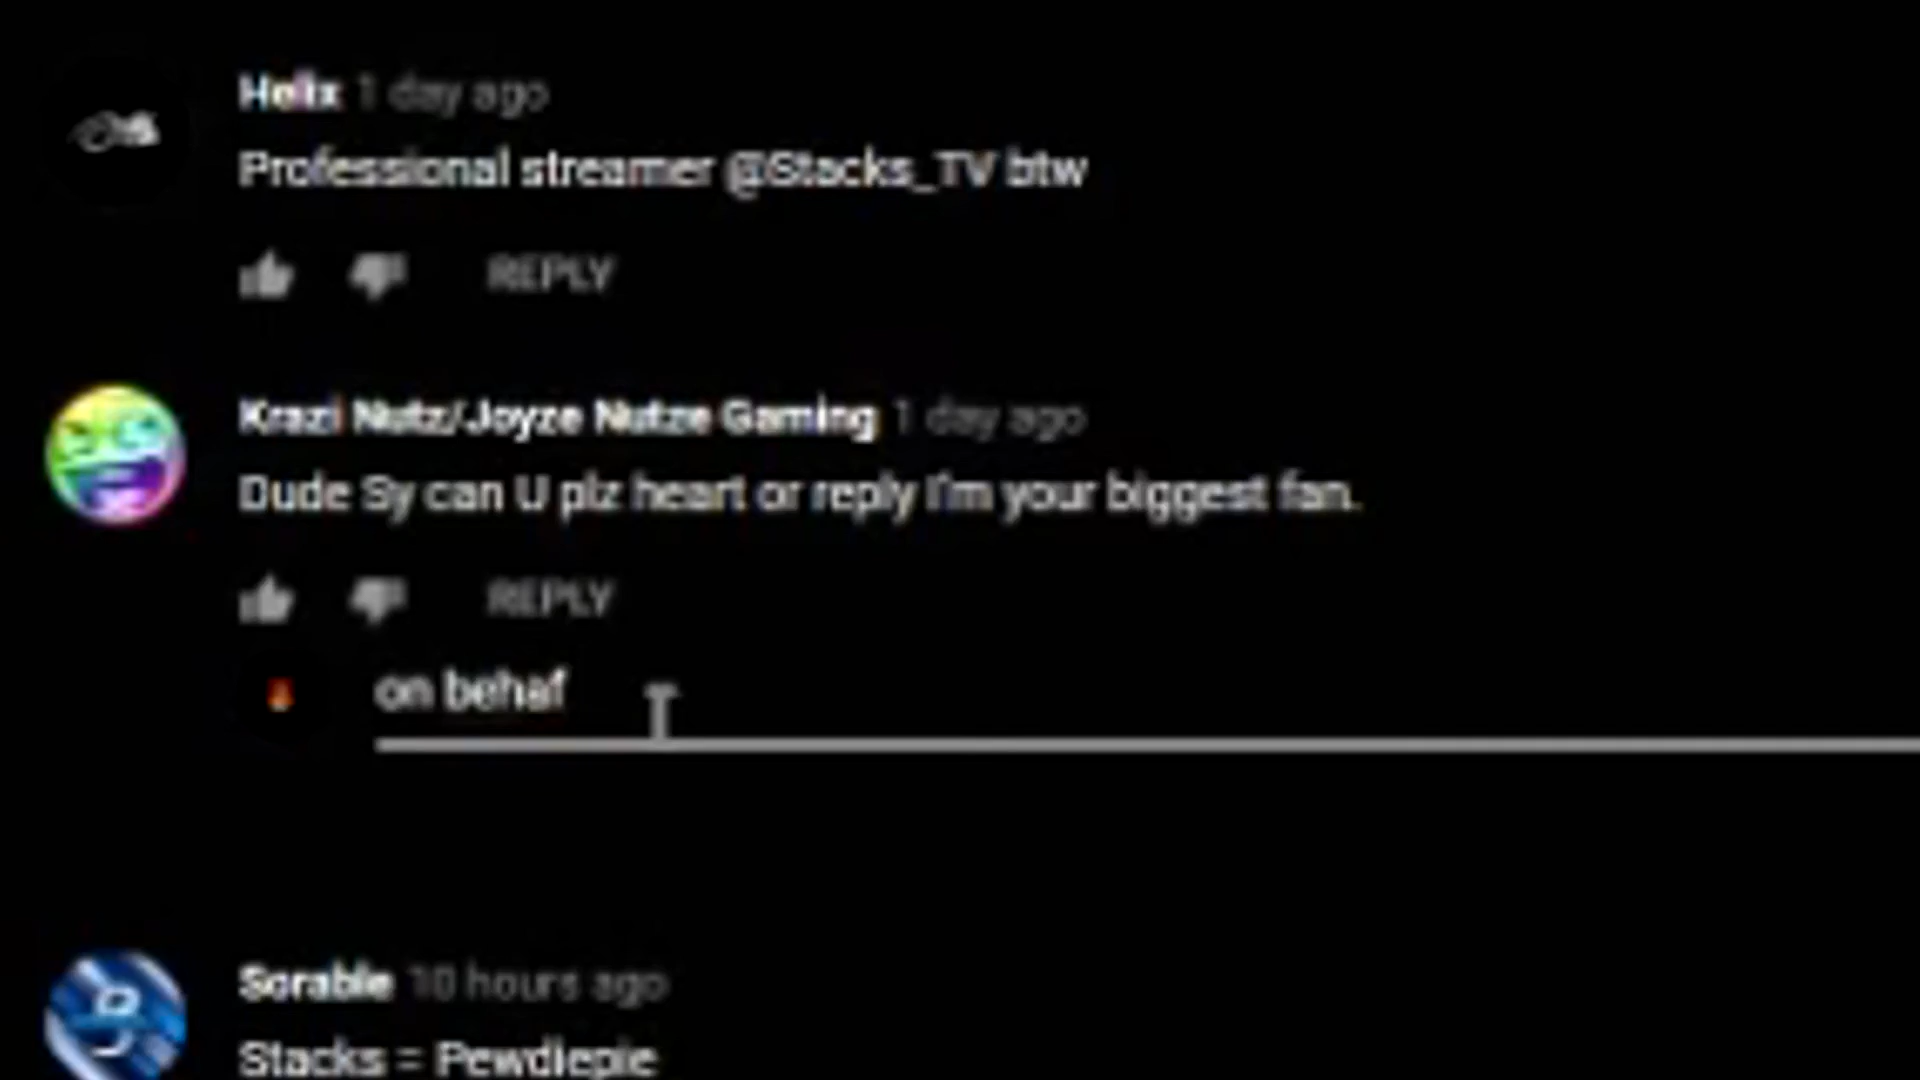 Helix 1 day ago
Professional streamer @Stacks_TV btw
REPLY
Krazi Nutz/Joyze Nutze Gaming 1 day ago
Dude Sy can U plz heart or reply I'm your biggest fan.
REPLY
on behaf
Sorable 10 hours ago
Stacks = Pewdiepie